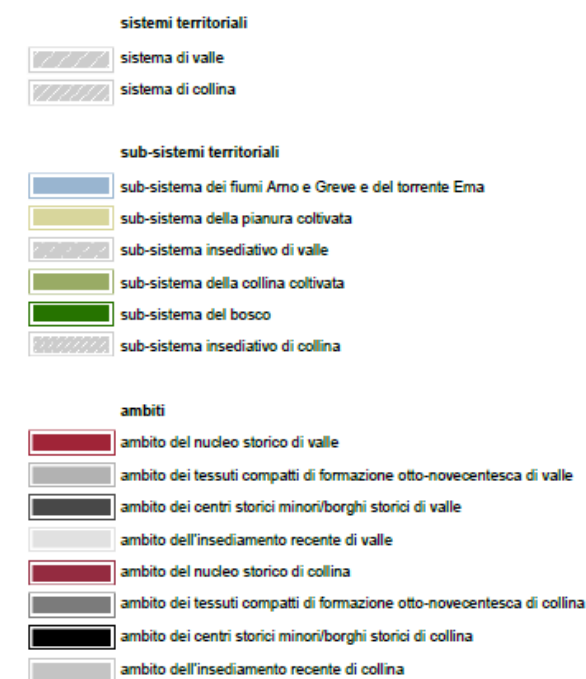 sistemi territoriali
sistema di valle
sistema di collina
sub-sistemi territoriali
sub-sistema dei fiumi Arno e Greve e del torrente Ema
sub-sistema della pianura coltivata
sub-sistema insediativo di valle
sub-sistema della collina coltivata
sub-sistema del bosco
sub-sistema insediativo di collina
ambiti
ambito del nucleo storico di valle
ambito dei tessuti compatti di formazione otto-novecentesca di valle
ambito dei centri storici minori/borghi storici di valle
ambito dell'insediamento recente di valle
ambito del nucleo storico di collina
ambito dei tessuti compatti di formazione otto-novecentesca di collina
ambito dei centri storici minori/borghi storici di collina
ambito dell'insediamento recente di collina